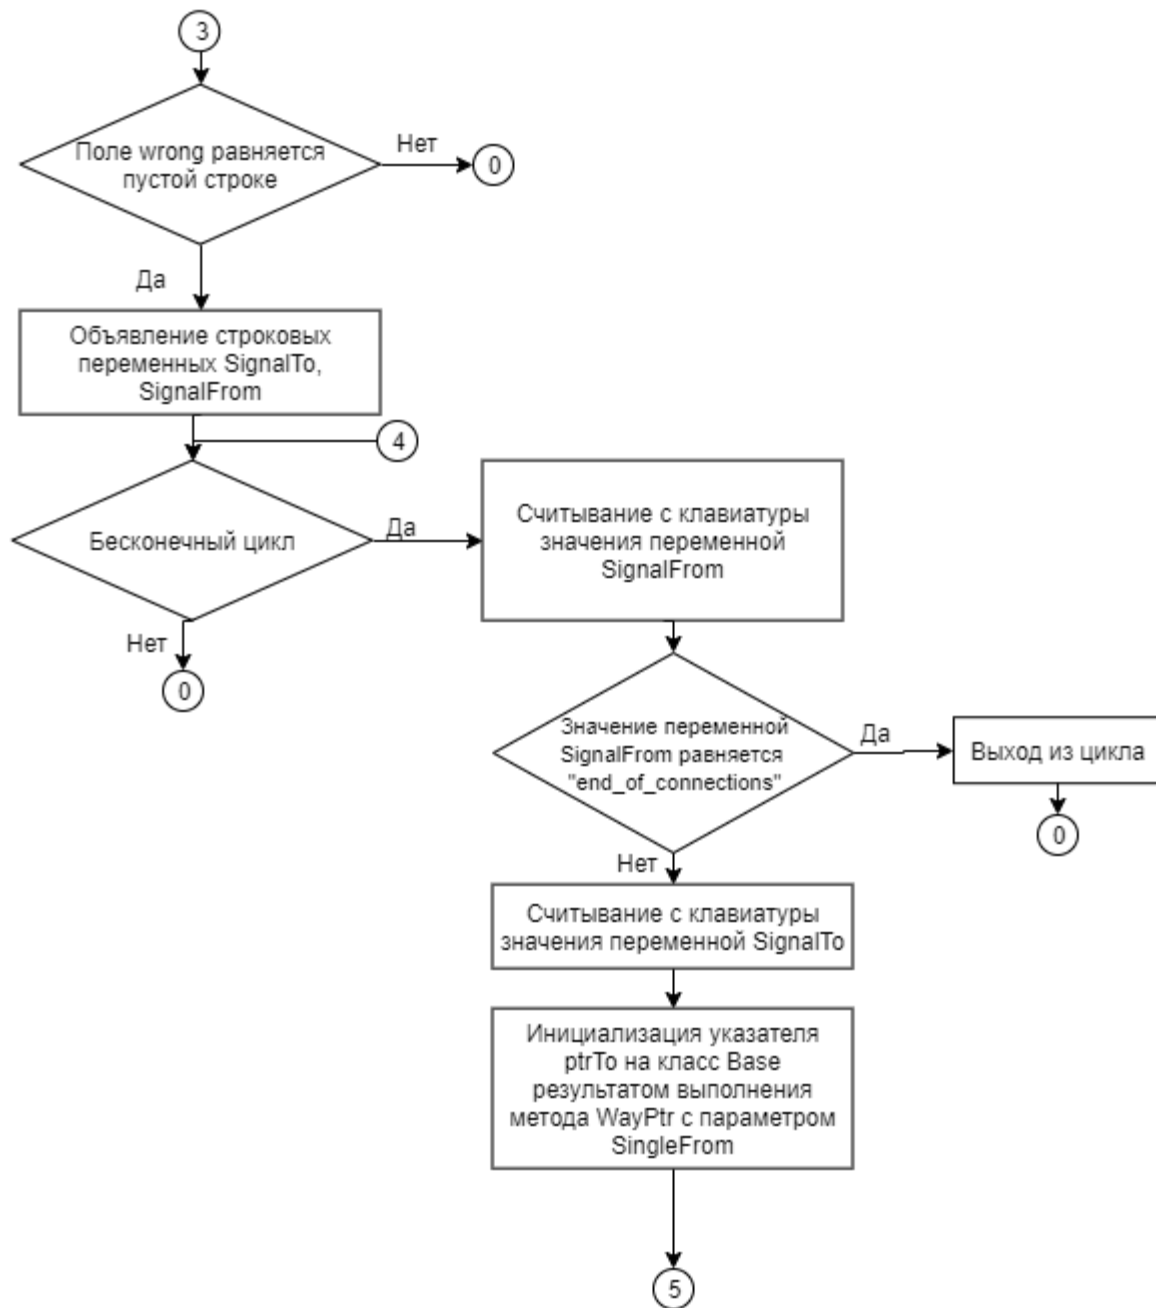 3
Поле wrong равняется
пустой строке
Нет
0
Да
Объявление строковых
переменных SignalTo,
SignalFrom
4
Бесконечный цикл
Да
Нет
0
Считывание с клавиатуры
значения переменной
SignalFrom
Значение переменной
SignalFrom равняется
"end_of_connections"
Да
Выход из цикла
0
Нет
Считывание с клавиатуры
значения переменной SignalTo
Инициализация указателя
ptrTo на класс Base
результатом выполнения
метода WayPtr с параметром
SingleFrom
5